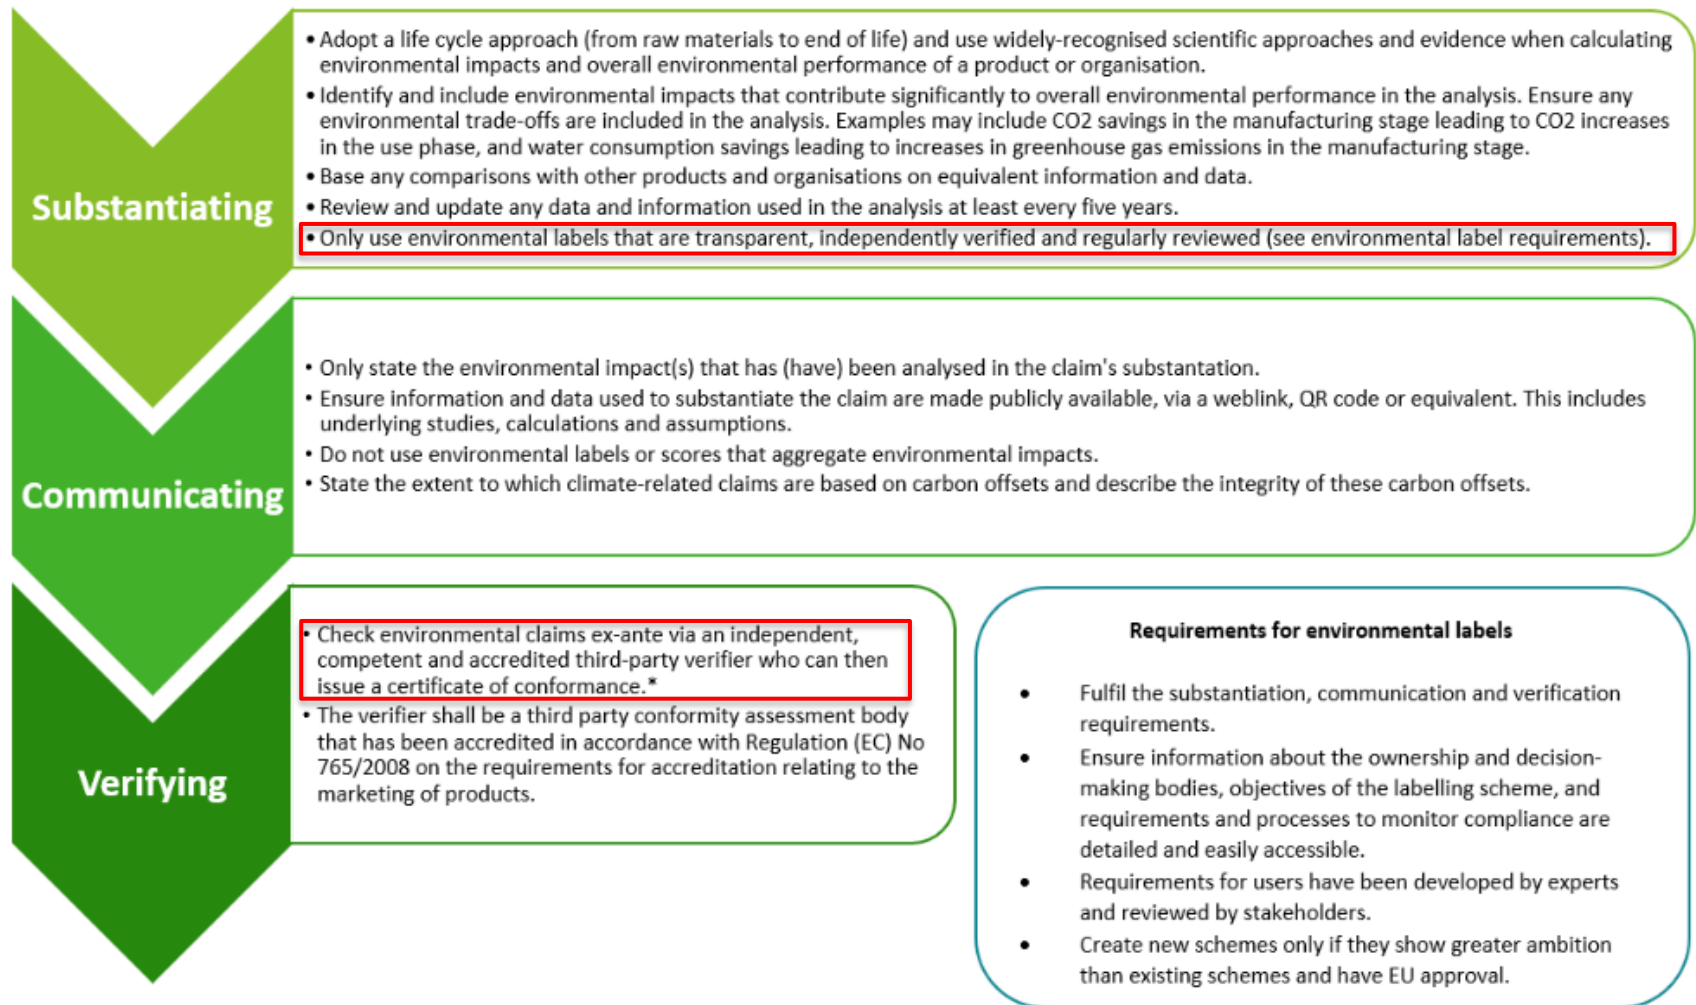 Substantiating
• Adopt a life cycle approach (from raw materials to end of life) and use widely-recognised scientific approaches and evidence when calculating
environmental impacts and overall environmental performance of a product or organisation.
• Identify and include environmental impacts that contribute significantly to overall environmental performance in the analysis. Ensure any
environmental trade-offs are included in the analysis. Examples may include CO2 savings in the manufacturing stage leading to CO2 increases
in the use phase, and water consumption savings leading to increases in greenhouse gas emissions in the manufacturing stage.
• Base any comparisons with other products and organisations on equivalent information and data.
• Review and update any data and information used in the analysis at least every five years.
• Only use environmental labels that are transparent, independently verified and regularly reviewed (see environmental label requirements).
Communicating
• Only state the environmental impact(s) that has (have) been analysed in the claim's substantation.
• Ensure information and data used to substantiate the claim are made publicly available, via a weblink, QR code or equivalent. This includes
underlying studies, calculations and assumptions.
• Do not use environmental labels or scores that aggregate environmental impacts.
• State the extent to which climate-related claims are based on carbon offsets and describe the integrity of these carbon offsets.
Verifying
• Check environmental claims ex-ante via an independent,
competent and accredited third-party verifier who can then
issue a certificate of conformance.*
• The verifier shall be a third party conformity assessment body
that has been accredited in accordance with Regulation (EC) No
765/2008 on the requirements for accreditation relating to the
marketing of products.
Requirements for environmental labels
• Fulfil the substantiation, communication and verification
requirements.
• Ensure information about the ownership and decision-
making bodies, objectives of the labelling scheme, and
requirements and processes to monitor compliance are
detailed and easily accessible.
• Requirements for users have been developed by experts
and reviewed by stakeholders.
• Create new schemes only if they show greater ambition
than existing schemes and have EU approval.